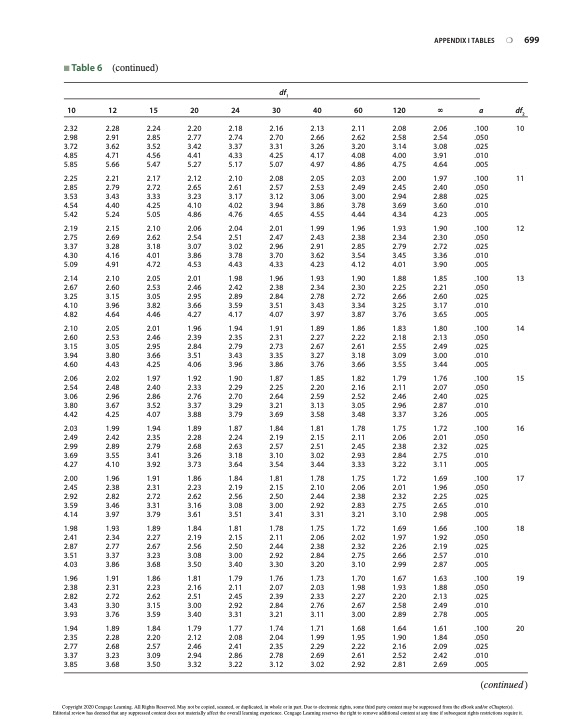 APPENDIX I TABLES ❍ 699
■ Table 6 (continued)
df₁
10 12 15 20 24 30 40 60 120 ∞ a df₂
2.32 2.28 2.24 2.20 2.18 2.16 2.13 2.11 2.08 2.06 .100 10
2.98 2.91 2.85 2.77 2.74 2.70 2.66 2.62 2.58 2.54 .050
3.72 3.62 3.52 3.42 3.37 3.31 3.26 3.20 3.14 3.08 .025
4.85 4.71 4.56 4.41 4.33 4.25 4.17 4.08 4.00 3.91 .010
5.85 5.66 5.47 5.27 5.17 5.07 4.97 4.86 4.75 4.64 .005
2.25 2.21 2.17 2.12 2.10 2.08 2.05 2.03 2.00 1.97 .100 11
2.85 2.79 2.72 2.65 2.61 2.57 2.53 2.49 2.45 2.40 .050
3.53 3.43 3.33 3.23 3.17 3.12 3.06 3.00 2.94 2.88 .025
4.54 4.40 4.25 4.10 4.02 3.94 3.86 3.78 3.69 3.60 .010
5.42 5.24 5.05 4.86 4.76 4.65 4.55 4.44 4.34 4.23 .005
2.19 2.15 2.10 2.06 2.04 2.01 1.99 1.96 1.93 1.90 .100 12
2.75 2.69 2.62 2.54 2.51 2.47 2.43 2.38 2.34 2.30 .050
3.37 3.28 3.18 3.07 3.02 2.96 2.91 2.85 2.79 2.72 .025
4.30 4.16 4.01 3.86 3.78 3.70 3.62 3.54 3.45 3.36 .010
5.09 4.91 4.72 4.53 4.43 4.33 4.23 4.12 4.01 3.90 .005
2.14 2.10 2.05 2.01 1.98 1.96 1.93 1.90 1.88 1.85 .100 13
2.67 2.60 2.53 2.46 2.42 2.38 2.34 2.30 2.25 2.21 .050
3.25 3.15 3.05 2.95 2.89 2.84 2.78 2.72 2.66 2.60 .025
4.10 3.96 3.82 3.66 3.59 3.51 3.43 3.34 3.25 3.17 .010
4.82 4.64 4.46 4.27 4.17 4.07 3.97 3.87 3.76 3.65 .005
2.10 2.05 2.01 1.96 1.94 1.91 1.89 1.86 1.83 1.80 .100 14
2.60 2.53 2.46 2.39 2.35 2.31 2.27 2.22 2.18 2.13 .050
3.15 3.05 2.95 2.84 2.79 2.73 2.67 2.61 2.55 2.49 .025
3.94 3.80 3.66 3.51 3.43 3.35 3.27 3.18 3.09 3.00 .010
4.60 4.43 4.25 4.06 3.96 3.86 3.76 3.66 3.55 3.44 .005
2.06 2.02 1.97 1.92 1.90 1.87 1.85 1.82 1.79 1.76 .100 15
2.54 2.48 2.40 2.33 2.29 2.25 2.20 2.16 2.11 2.07 .050
3.06 2.96 2.86 2.76 2.70 2.64 2.59 2.52 2.46 2.40 .025
3.80 3.67 3.52 3.37 3.29 3.21 3.13 3.05 2.96 2.87 .010
4.42 4.25 4.07 3.88 3.79 3.69 3.58 3.48 3.37 3.26 .005
2.03 1.99 1.94 1.89 1.87 1.84 1.81 1.78 1.75 1.72 .100 16
2.49 2.42 2.35 2.28 2.24 2.19 2.15 2.11 2.06 2.01 .050
2.99 2.89 2.79 2.68 2.63 2.57 2.51 2.45 2.38 2.32 .025
3.69 3.55 3.41 3.26 3.18 3.10 3.02 2.93 2.84 2.75 .010
4.27 4.10 3.92 3.73 3.64 3.54 3.44 3.33 3.22 3.11 .005
2.00 1.96 1.91 1.86 1.84 1.81 1.78 1.75 1.72 1.69 .100 17
2.45 2.38 2.31 2.23 2.19 2.15 2.10 2.06 2.01 1.96 .050
2.92 2.82 2.72 2.62 2.56 2.50 2.44 2.38 2.32 2.25 .025
3.59 3.46 3.31 3.16 3.08 3.00 2.92 2.83 2.75 2.65 .010
4.14 3.97 3.79 3.61 3.51 3.41 3.31 3.21 3.10 2.98 .005
1.98 1.93 1.89 1.84 1.81 1.78 1.75 1.72 1.69 1.66 .100 18
2.41 2.34 2.27 2.19 2.15 2.11 2.06 2.02 1.97 1.92 .050
2.87 2.77 2.67 2.56 2.50 2.44 2.38 2.32 2.26 2.19 .025
3.51 3.37 3.23 3.08 3.00 2.92 2.84 2.75 2.66 2.57 .010
4.03 3.86 3.68 3.50 3.40 3.30 3.20 3.10 2.99 2.87 .005
1.96 1.91 1.86 1.81 1.79 1.76 1.73 1.70 1.67 1.63 .100 19
2.38 2.31 2.23 2.16 2.11 2.07 2.03 1.98 1.93 1.88 .050
2.82 2.72 2.62 2.51 2.45 2.39 2.33 2.27 2.20 2.13 .025
3.43 3.30 3.15 3.00 2.92 2.84 2.76 2.67 2.58 2.49 .010
3.93 3.76 3.59 3.40 3.31 3.21 3.11 3.00 2.89 2.78 .005
1.94 1.89 1.84 1.79 1.77 1.74 1.71 1.68 1.64 1.61 .100 20
2.35 2.28 2.20 2.12 2.08 2.04 1.99 1.95 1.90 1.84 .050
2.77 2.68 2.57 2.46 2.41 2.35 2.29 2.22 2.16 2.09 .025
3.37 3.23 3.09 2.94 2.86 2.78 2.69 2.61 2.52 2.42 .010
3.85 3.68 3.50 3.32 3.22 3.12 3.02 2.92 2.81 2.69 .005
(continued)
Copyright 2020 Cengage Learning. All Rights Reserved. May not be copied, scanned, or duplicated, in whole or in part. Due to electronic rights, some third party content may be suppressed from the eBook and/or eChapter(s).
Editorial review has deemed that any suppressed content does not materially affect the overall learning experience. Cengage Learning reserves the right to remove additional content at any time if subsequent rights restrictions require it.